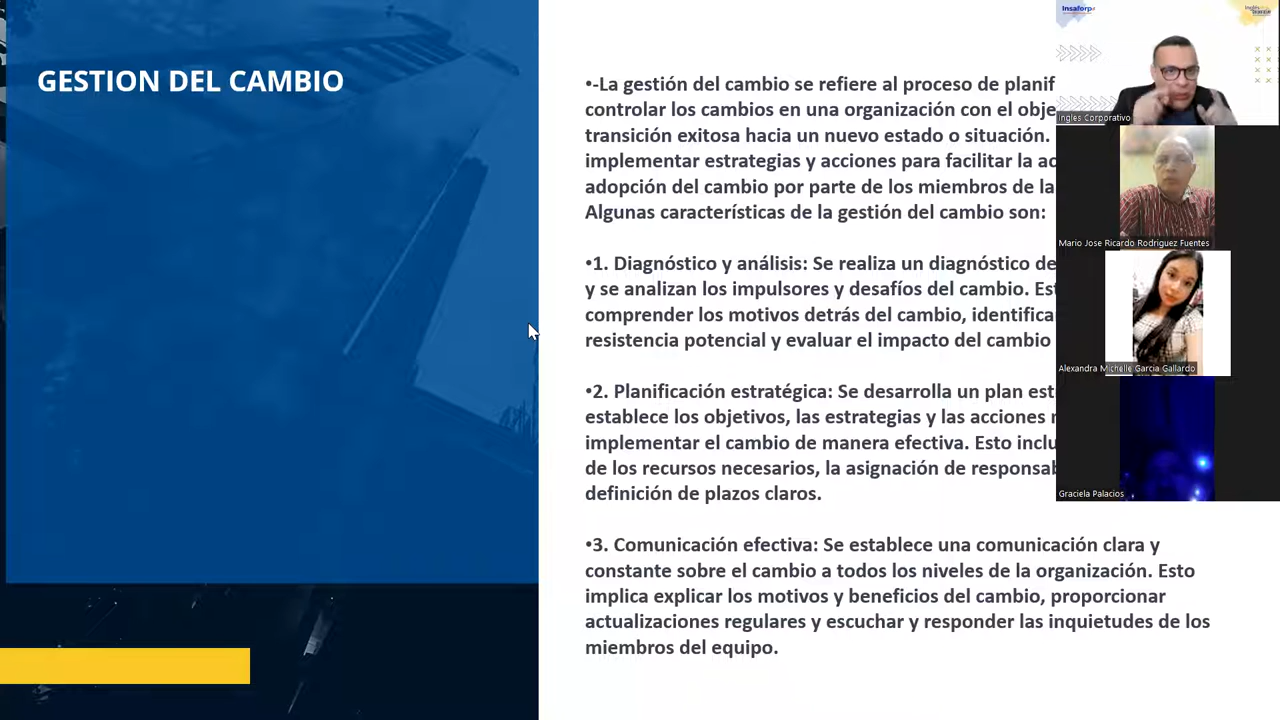 GESTION DEL CAMBIO
•-La gestión del cambio se refiere al proceso de planif
controlar los cambios en una organización con el obje
transición exitosa hacia un nuevo estado o situación.
implementar estrategias y acciones para facilitar la
adopción del cambio por parte de los miembros de la
Algunas características de la gestión del cambio son:
•1. Diagnóstico y análisis: Se realiza un diagnóstico de
y se analizan los impulsores y desafíos del cambio.
comprender los motivos detrás del cambio, identifica
resistencia potencial y evaluar el impacto del cambio
•2. Planificación estratégica: Se desarrolla un plan est
establece los objetivos, las estrategias y las acciones
implementar el cambio de manera efectiva. Esto inclu
de los recursos necesarios, la asignación de responsab
definición de plazos claros.
•3. Comunicación efectiva: Se establece una comunicación clara y
constante sobre el cambio a todos los niveles de la organización. Esto
implica explicar los motivos y beneficios del cambio, proporcionar
actualizaciones regulares y escuchar y responder las inquietudes de los
miembros del equipo.
Insaforp
Ingles Corporativo
Mario Jose Ricardo Rodriguez Fuentes
Alexandra Michelle Garcia Gallardo
Graciela Palacios